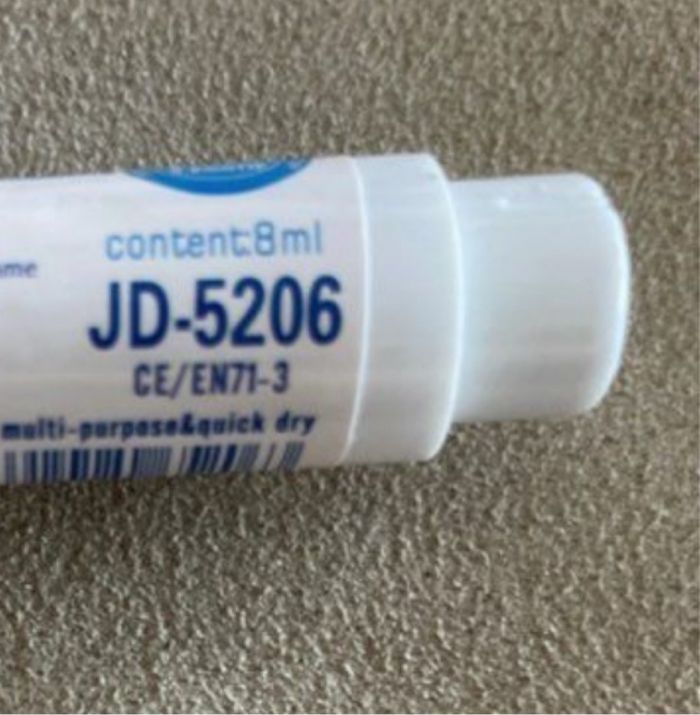 content:8ml
JD-5206
CE/EN71-3
multi-purpose&quick dry